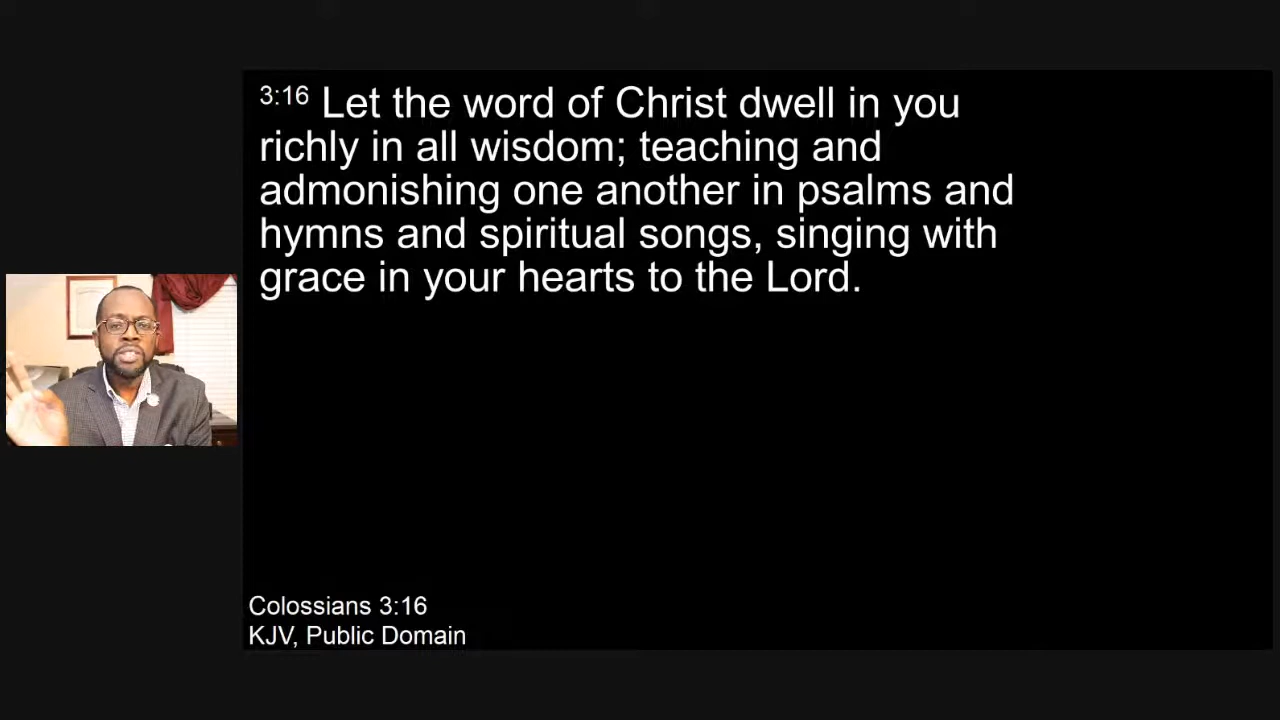 3:16 Let the word of Christ dwell in you
richly in all wisdom; teaching and
admonishing one another in psalms and
hymns and spiritual songs, singing with
grace in your hearts to the Lord.
Colossians 3:16
KJV, Public Domain